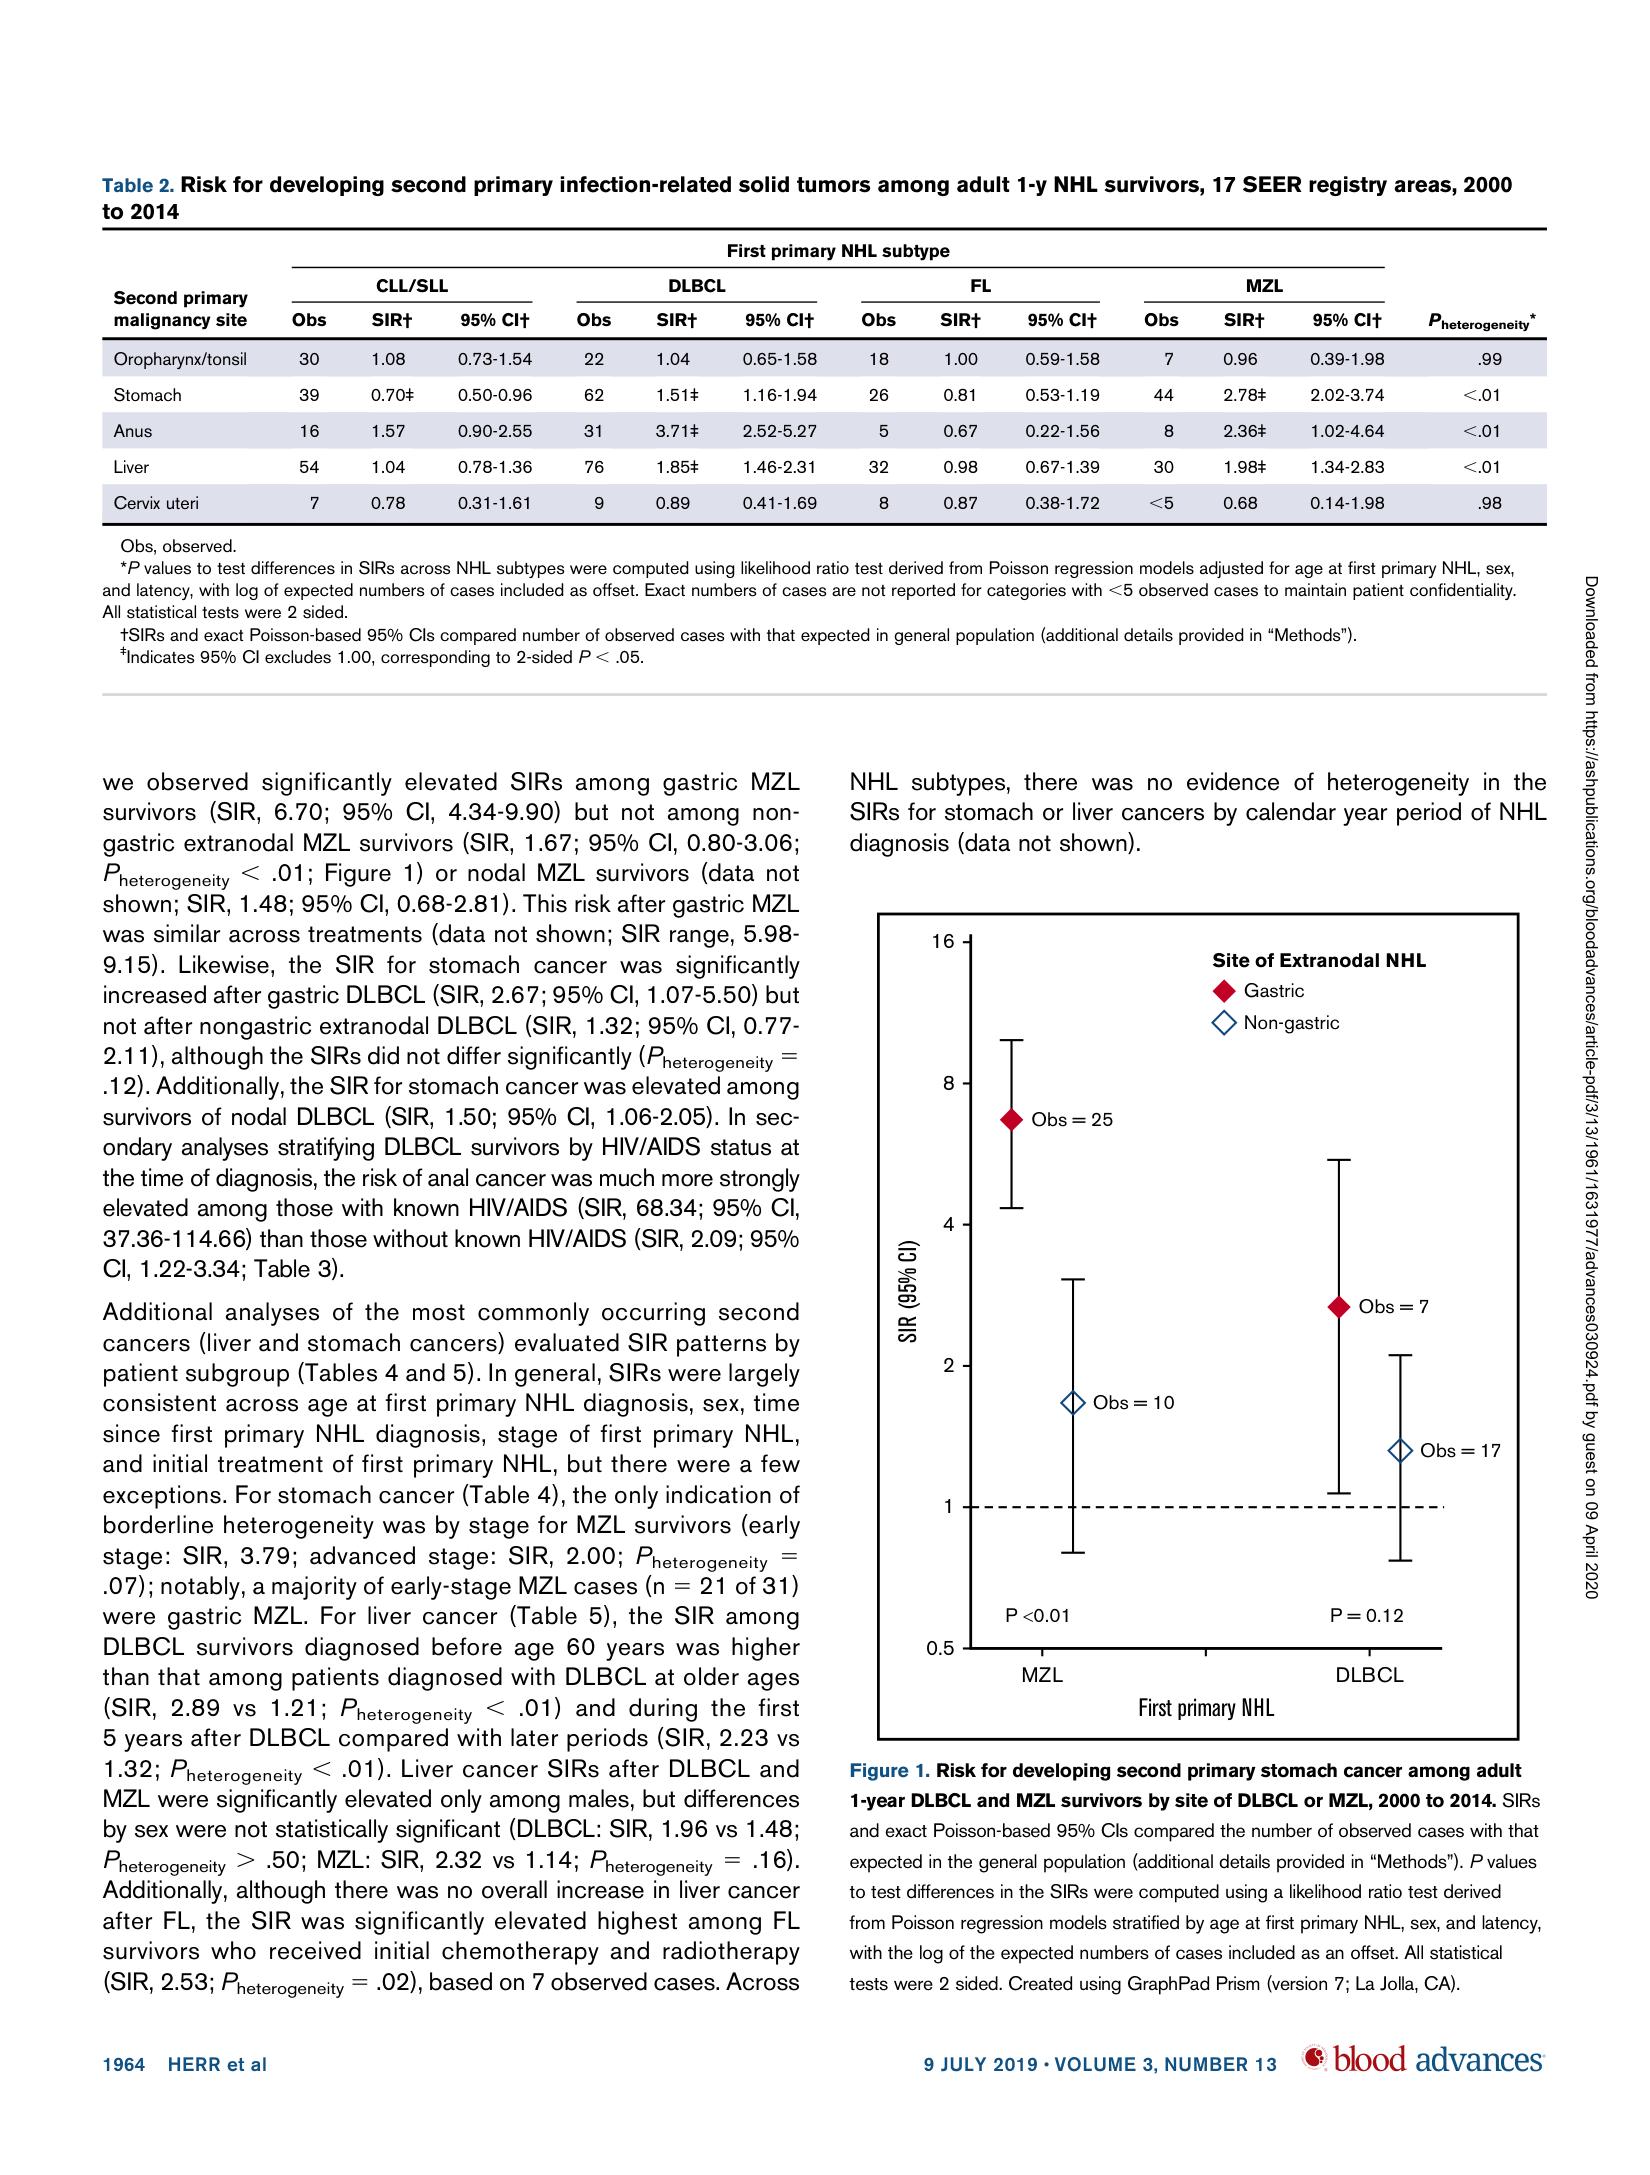 Table 2. Risk for developing second primary infection-related solid tumors among adult 1-y NHL survivors, 17 SEER registry areas, 2000
to 2014
First primary NHL subtype
CLL/SLL DLBCL FL MZL
Second primary
malignancy site Obs SIR† 95% CI† Obs SIR† 95% CI† Obs SIR† 95% CI† Obs SIR† 95% CI† Pheterogeneity*
Oropharynx/tonsil 30 1.08 0.73-1.54 22 1.04 0.65-1.58 18 1.00 0.59-1.58 7 0.96 0.39-1.98 .99
Stomach 39 0.70‡ 0.50-0.96 62 1.51‡ 1.16-1.94 26 0.81 0.53-1.19 44 2.78‡ 2.02-3.74 <.01
Anus 16 1.57 0.90-2.55 31 3.71‡ 2.52-5.27 5 0.67 0.22-1.56 8 2.36‡ 1.02-4.64 <.01
Liver 54 1.04 0.78-1.36 76 1.85‡ 1.46-2.31 32 0.98 0.67-1.39 30 1.98‡ 1.34-2.83 <.01
Cervix uteri 7 0.78 0.31-1.61 9 0.89 0.41-1.69 8 0.87 0.38-1.72 <5 0.68 0.14-1.98 .98
Obs, observed.
*P values to test differences in SIRs across NHL subtypes were computed using likelihood ratio test derived from Poisson regression models adjusted for age at first primary NHL, sex,
and latency, with log of expected numbers of cases included as offset. Exact numbers of cases are not reported for categories with <5 observed cases to maintain patient confidentiality.
All statistical tests were 2 sided.
†SIRs and exact Poisson-based 95% CIs compared number of observed cases with that expected in general population (additional details provided in “Methods”).
‡Indicates 95% CI excludes 1.00, corresponding to 2-sided P < .05.
we observed significantly elevated SIRs among gastric MZL
survivors (SIR, 6.70; 95% CI, 4.34-9.90) but not among non-
gastric extranodal MZL survivors (SIR, 1.67; 95% CI, 0.80-3.06;
Pheterogeneity < .01; Figure 1) or nodal MZL survivors (data not
shown; SIR, 1.48; 95% CI, 0.68-2.81). This risk after gastric MZL
was similar across treatments (data not shown; SIR range, 5.98-
9.15). Likewise, the SIR for stomach cancer was significantly
increased after gastric DLBCL (SIR, 2.67; 95% CI, 1.07-5.50) but
not after nongastric extranodal DLBCL (SIR, 1.32; 95% CI, 0.77-
2.11), although the SIRs did not differ significantly (Pheterogeneity =
.12). Additionally, the SIR for stomach cancer was elevated among
survivors of nodal DLBCL (SIR, 1.50; 95% CI, 1.06-2.05). In sec-
ondary analyses stratifying DLBCL survivors by HIV/AIDS status at
the time of diagnosis, the risk of anal cancer was much more strongly
elevated among those with known HIV/AIDS (SIR, 68.34; 95% CI,
37.36-114.66) than those without known HIV/AIDS (SIR, 2.09; 95%
CI, 1.22-3.34; Table 3).
Additional analyses of the most commonly occurring second
cancers (liver and stomach cancers) evaluated SIR patterns by
patient subgroup (Tables 4 and 5). In general, SIRs were largely
consistent across age at first primary NHL diagnosis, sex, time
since first primary NHL diagnosis, stage of first primary NHL,
and initial treatment of first primary NHL, but there were a few
exceptions. For stomach cancer (Table 4), the only indication of
borderline heterogeneity was by stage for MZL survivors (early
stage: SIR, 3.79; advanced stage: SIR, 2.00; Pheterogeneity =
.07); notably, a majority of early-stage MZL cases (n = 21 of 31)
were gastric MZL. For liver cancer (Table 5), the SIR among
DLBCL survivors diagnosed before age 60 years was higher
than that among patients diagnosed with DLBCL at older ages
(SIR, 2.89 vs 1.21; Pheterogeneity < .01) and during the first
5 years after DLBCL compared with later periods (SIR, 2.23 vs
1.32; Pheterogeneity < .01). Liver cancer SIRs after DLBCL and
MZL were significantly elevated only among males, but differences
by sex were not statistically significant (DLBCL: SIR, 1.96 vs 1.48;
Pheterogeneity > .50; MZL: SIR, 2.32 vs 1.14; Pheterogeneity = .16).
Additionally, although there was no overall increase in liver cancer
after FL, the SIR was significantly elevated highest among FL
survivors who received initial chemotherapy and radiotherapy
(SIR, 2.53; Pheterogeneity = .02), based on 7 observed cases. Across
NHL subtypes, there was no evidence of heterogeneity in the
SIRs for stomach or liver cancers by calendar year period of NHL
diagnosis (data not shown).
16
8
4
2
1
0.5
SIR (95% CI)
Site of Extranodal NHL
Gastric
Non-gastric
Obs = 25
Obs = 7
Obs = 10
Obs = 17
P <0.01 P = 0.12
MZL DLBCL
First primary NHL
Figure 1. Risk for developing second primary stomach cancer among adult
1-year DLBCL and MZL survivors by site of DLBCL or MZL, 2000 to 2014. SIRs
and exact Poisson-based 95% CIs compared the number of observed cases with that
expected in the general population (additional details provided in “Methods”). P values
to test differences in the SIRs were computed using a likelihood ratio test derived
from Poisson regression models stratified by age at first primary NHL, sex, and latency,
with the log of the expected numbers of cases included as an offset. All statistical
tests were 2 sided. Created using GraphPad Prism (version 7; La Jolla, CA).
1964 HERR et al
9 JULY 2019 • VOLUME 3, NUMBER 13 blood advances
Downloaded from https://ashpublications.org/bloodadvances/article-pdf/3/13/1961/1631977/advances030924.pdf by guest on 09 April 2020